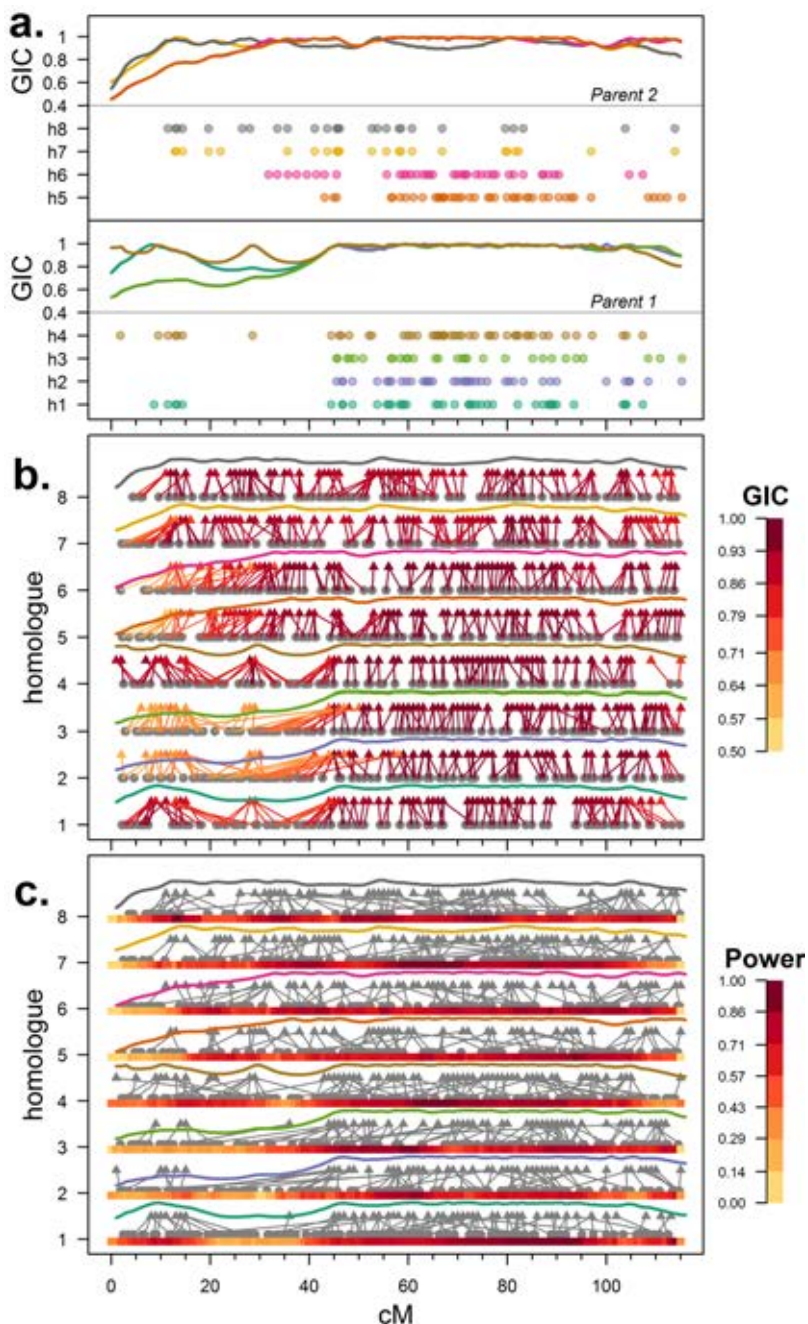 a.
GIC
1
0.8
0.6
0.4
Parent 2
h8
h7
h6
h5
GIC
1
0.8
0.6
0.4
Parent 1
h4
h3
h2
h1
b.
homologue
8
7
6
5
4
3
2
1
GIC
1.00
0.93
0.86
0.79
0.71
0.64
0.57
0.50
c.
homologue
8
7
6
5
4
3
2
1
Power
1.00
0.86
0.71
0.57
0.43
0.29
0.14
0.00
0 20 40 60 80 100
cM